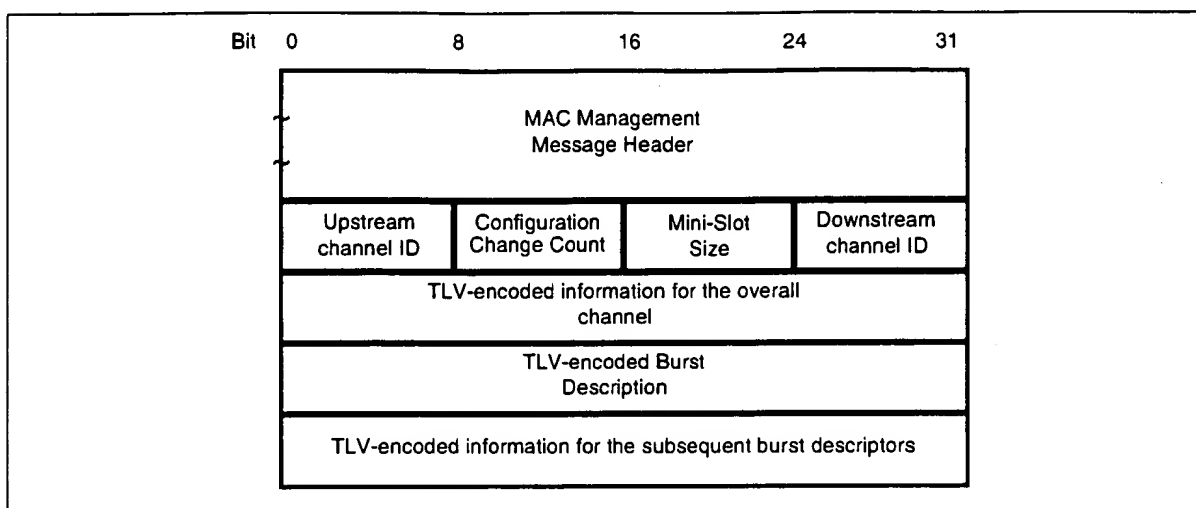 Bit 0 8 16 24 31
MAC Management
Message Header
Upstream
channel ID
Configuration
Change Count
Mini-Slot
Size
Downstream
channel ID
TLV-encoded information for the overall
channel
TLV-encoded Burst
Description
TLV-encoded information for the subsequent burst descriptors